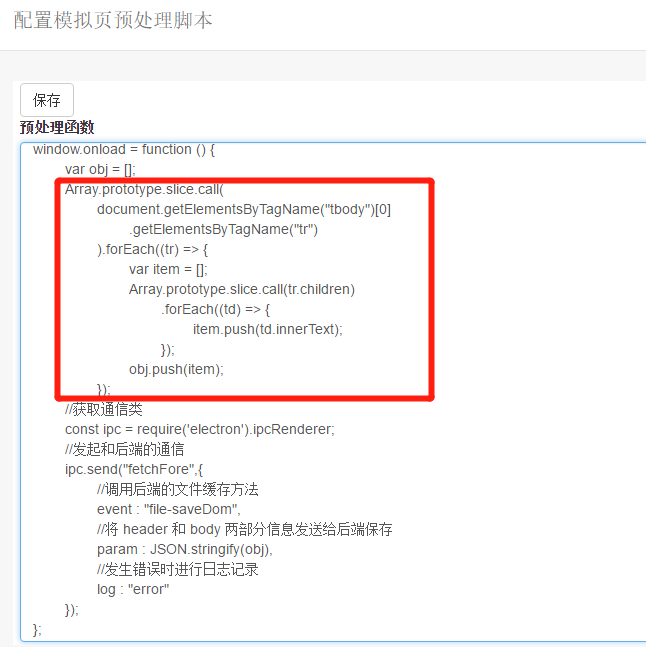 配置模拟页预处理脚本
保存
预处理函数
window.onload = function () {
var obj = [];
Array.prototype.slice.call(
document.getElementsByTagName("tbody")[0]
.getElementsByTagName("tr")
).forEach((tr) => {
var item = [];
Array.prototype.slice.call(tr.children)
.forEach((td) => {
item.push(td.innerText);
});
obj.push(item);
});
//获取通信类
const ipc = require('electron').ipcRenderer;
//发起和后端的通信
ipc.send("fetchFore",{
//调用后端的文件缓存方法
event : "file-saveDom",
//将 header 和 body 两部分信息发送给后端保存
param : JSON.stringify(obj),
//发生错误时进行日志记录
log : "error"
});
};